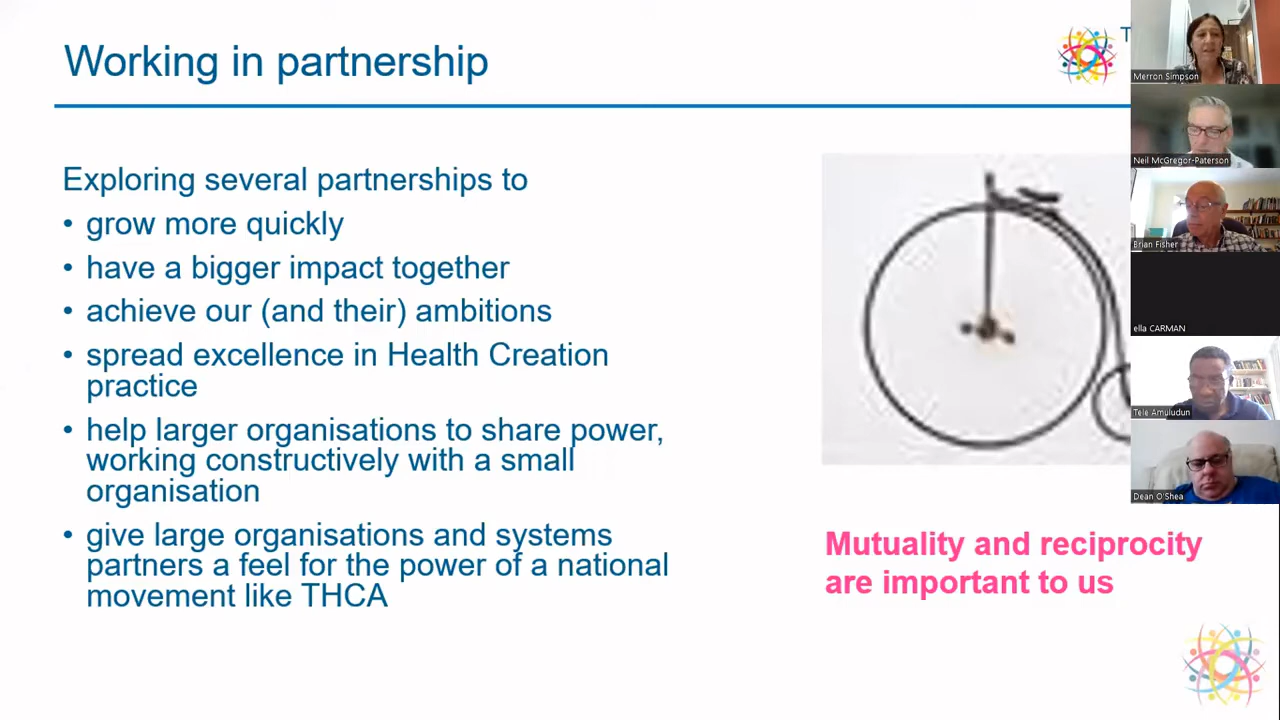 Working in partnership
T
Exploring several partnerships to
• grow more quickly
• have a bigger impact together
• achieve our (and their) ambitions
• spread excellence in Health Creation
practice
• help larger organisations to share power,
working constructively with a small
organisation
• give large organisations and systems
partners a feel for the power of a national
movement like THCA
Mutuality and reciprocity
are important to us
Merron Simpson
Neil McGregor-Paterson
Brian Fisher
ella CARMAN
Tele Amuludun
Dean O'Shea